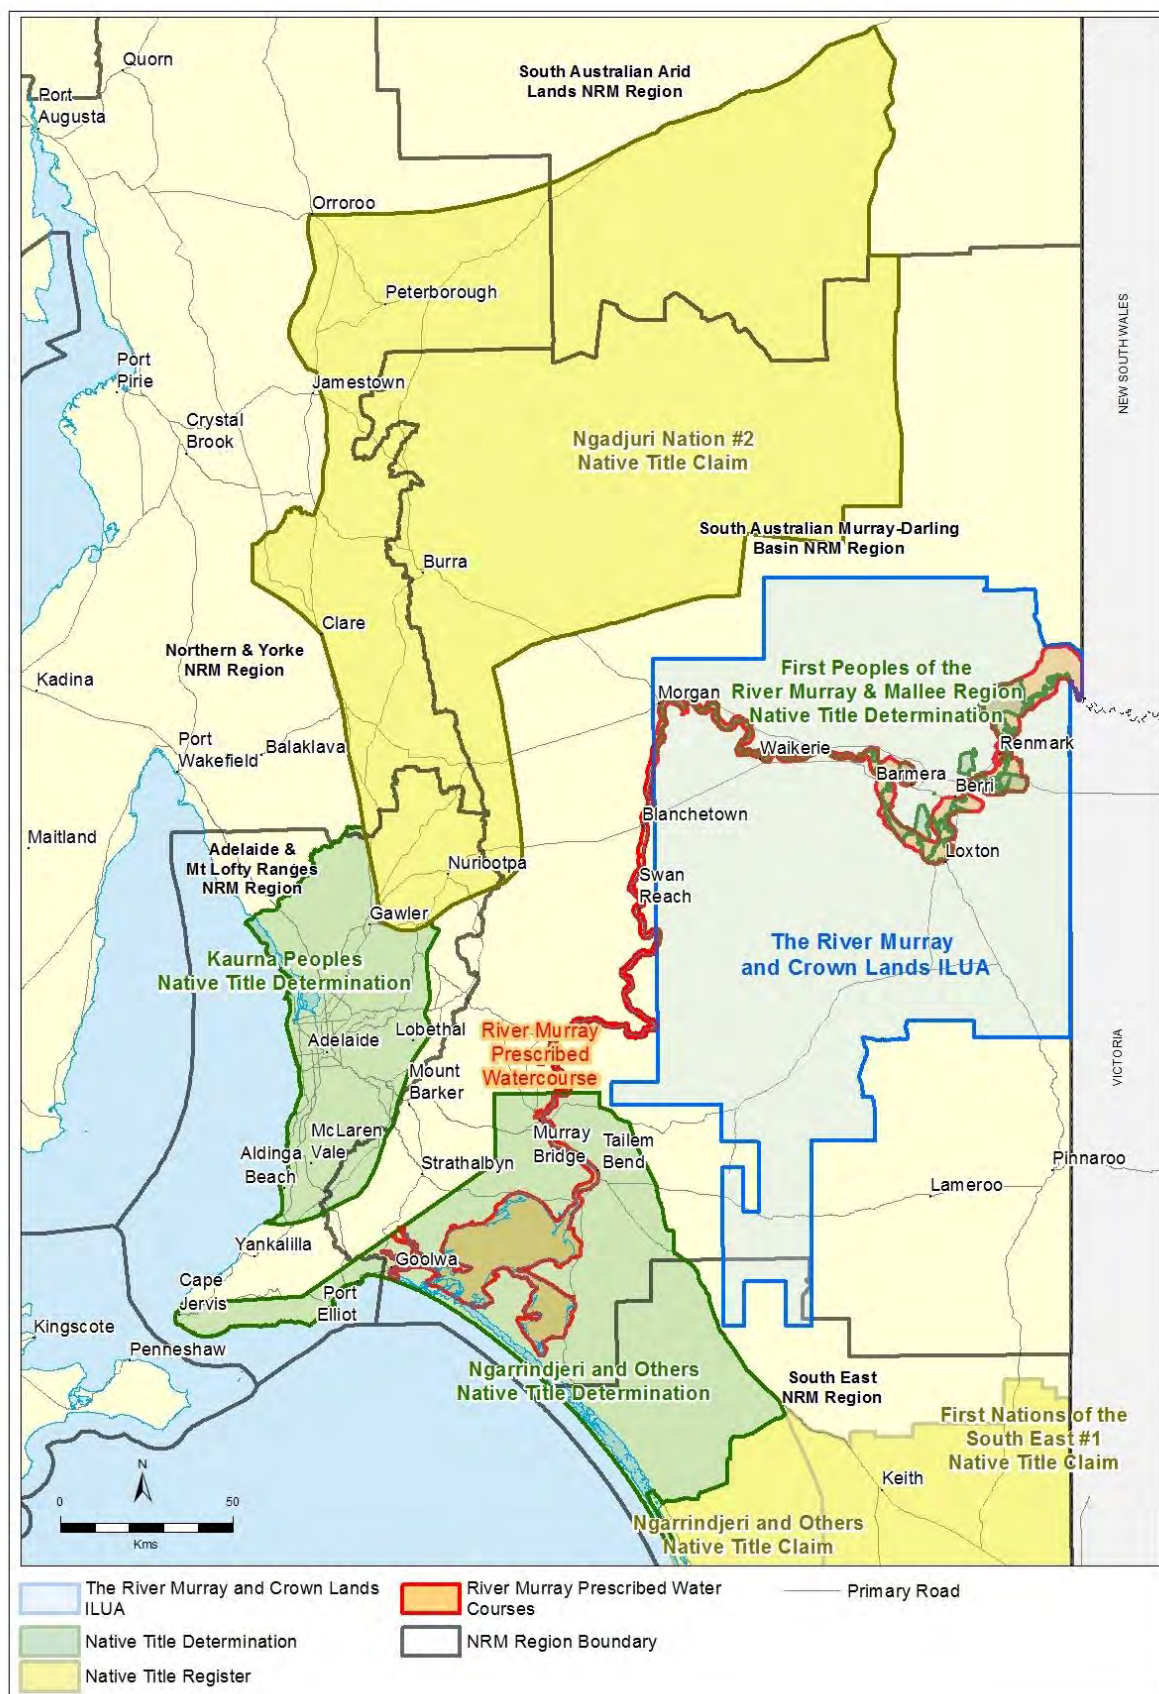 Quorn
South Australian Arid
Lands NRM Region
Port
Augusta
Orroroo
Peterborough
NEW SOUTH WALES
Port
Pirie
Jamestown
Crystal
Brook
Ngadjuri Nation #2
Native Title Claim
South Australian Murray-Darling
Basin NRM Region
Burra
Clare
Northern & Yorke
NRM Region
Kadina
First Peoples of the
River Murray & Mallee Region
Native Title Determination
Morgan
Port
Wakefield
Balaklava
Waikerie
Renmark
Barmera
Berri
Blanchetown
Maitland
Adelaide &
Mt Lofty Ranges
NRM Region
Nuriootpa
Loxton
Swan
Reach
Gawler
The River Murray
and Crown Lands ILUA
Kaurna Peoples
Native Title Determination
Lobethal
Adelaide
River Murray
Prescribed
Watercourse
VICTORIA
Mount
Barker
McLaren
Vale
Murray
Bridge
Tailem
Bend
Aldinga
Beach
Strathalbyn
Pinnaroo
Lameroo
Yankalilla
Goolwa
Cape
Jervis
Port
Elliot
Kingscote
Penneshaw
Ngarrindjeri and Others
Native Title Determination
South East
NRM Region
First Nations of the
South East #1
Native Title Claim
Keith
N
0 50
Kms
Ngarrindjeri and Others
Native Title Claim
The River Murray and Crown Lands
ILUA
River Murray Prescribed Water
Courses
Primary Road
Native Title Determination
NRM Region Boundary
Native Title Register